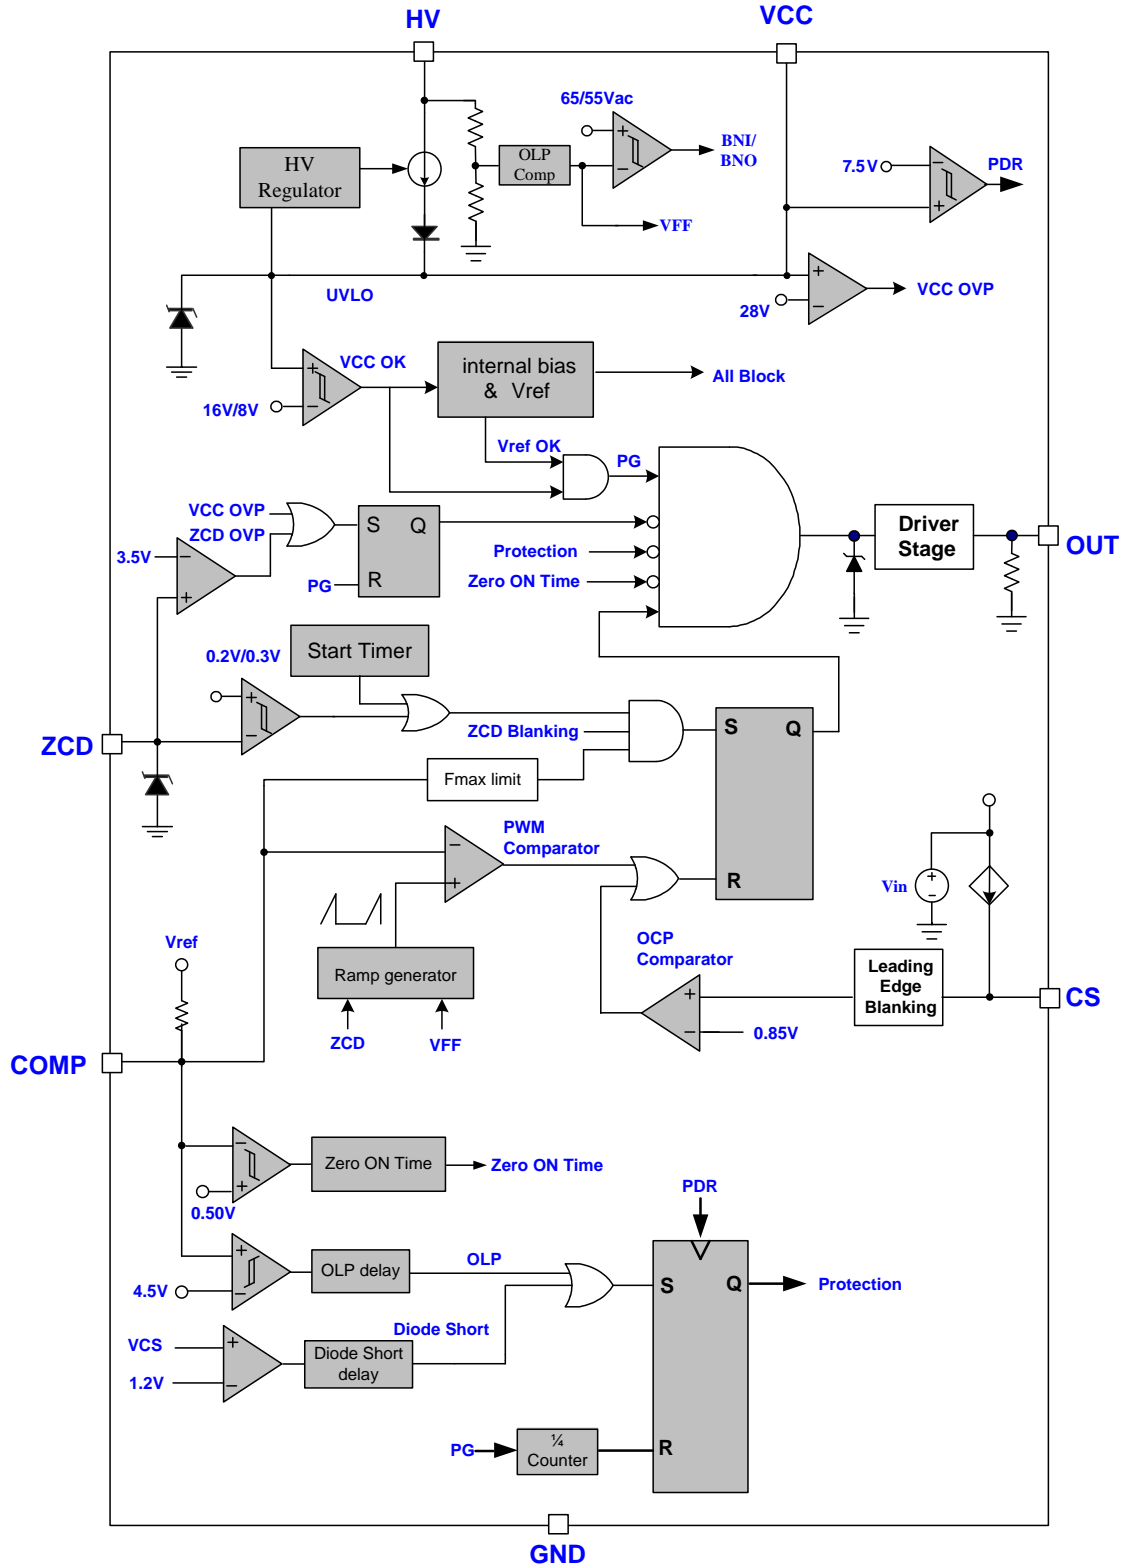 HV
VCC
65/55Vac
+
−
BNI/
BNO
OLP
Comp
VFF
HV
Regulator
7.5V
−
+
PDR
UVLO
+
−
28V
VCC OVP
VCC OK
+
−
16V/8V
internal bias
& Vref
All Block
Vref OK
PG
VCC OVP
ZCD OVP
3.5V
−
+
S
Q
R
PG
Protection
Zero ON Time
Driver
Stage
OUT
Start Timer
0.2V/0.3V
+
−
ZCD
ZCD Blanking
Fmax limit
S
Q
R
PWM
Comparator
−
+
Vin
+
−
Vref
Ramp generator
ZCD
VFF
OCP
Comparator
+
−
0.85V
Leading
Edge
Blanking
CS
COMP
−
+
0.50V
Zero ON Time
Zero ON Time
PDR
+
−
4.5V
OLP delay
OLP
S
Q
Protection
Diode Short
VCS
+
1.2V
−
Diode Short
delay
PG
¼
Counter
R
GND